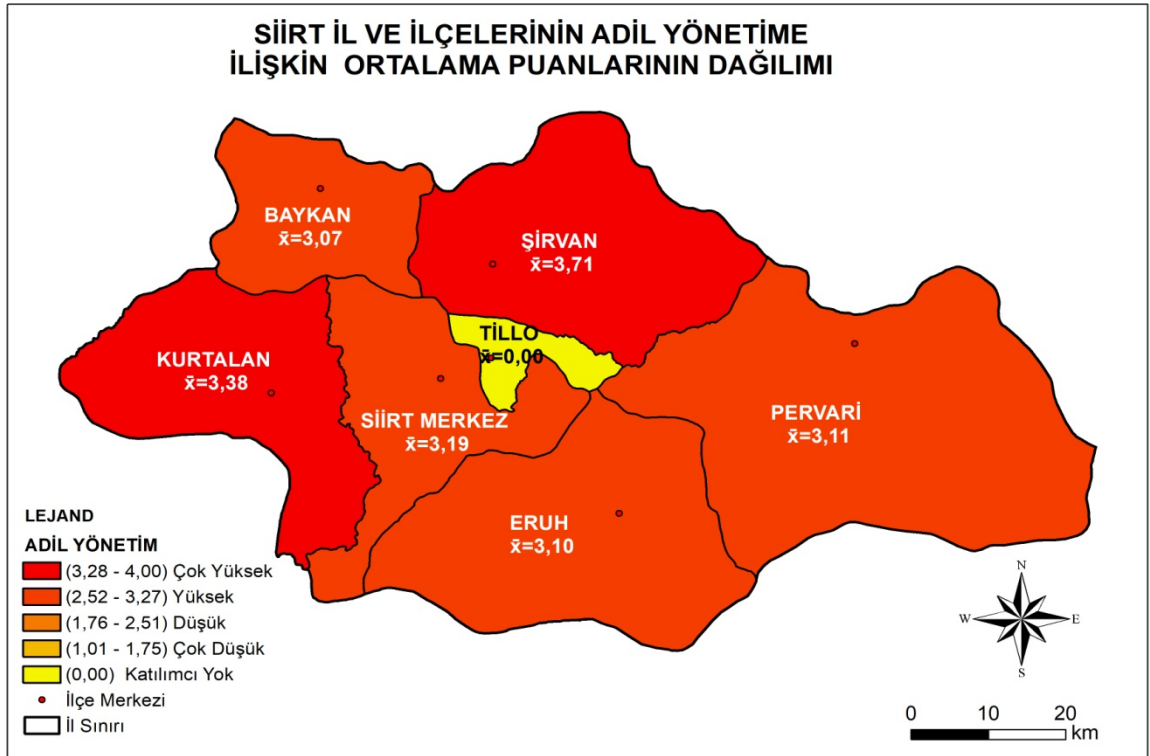 SİİRT İL VE İLÇELERİNİN ADİL YÖNETİME
İLİŞKİN ORTALAMA PUANLARININ DAĞILIMI
BAYKAN
x̄=3,07
ŞİRVAN
x̄=3,71
TİLLO
x̄=0,00
KURTALAN
x̄=3,38
SİİRT MERKEZ
x̄=3,19
PERVARİ
x̄=3,11
ERUH
x̄=3,10
LEJAND
ADİL YÖNETİM
(3,28 - 4,00) Çok Yüksek
(2,52 - 3,27) Yüksek
(1,76 - 2,51) Düşük
(1,01 - 1,75) Çok Düşük
(0,00) Katılımcı Yok
İlçe Merkezi
İl Sınırı
N
W E
S
0 10 20
km